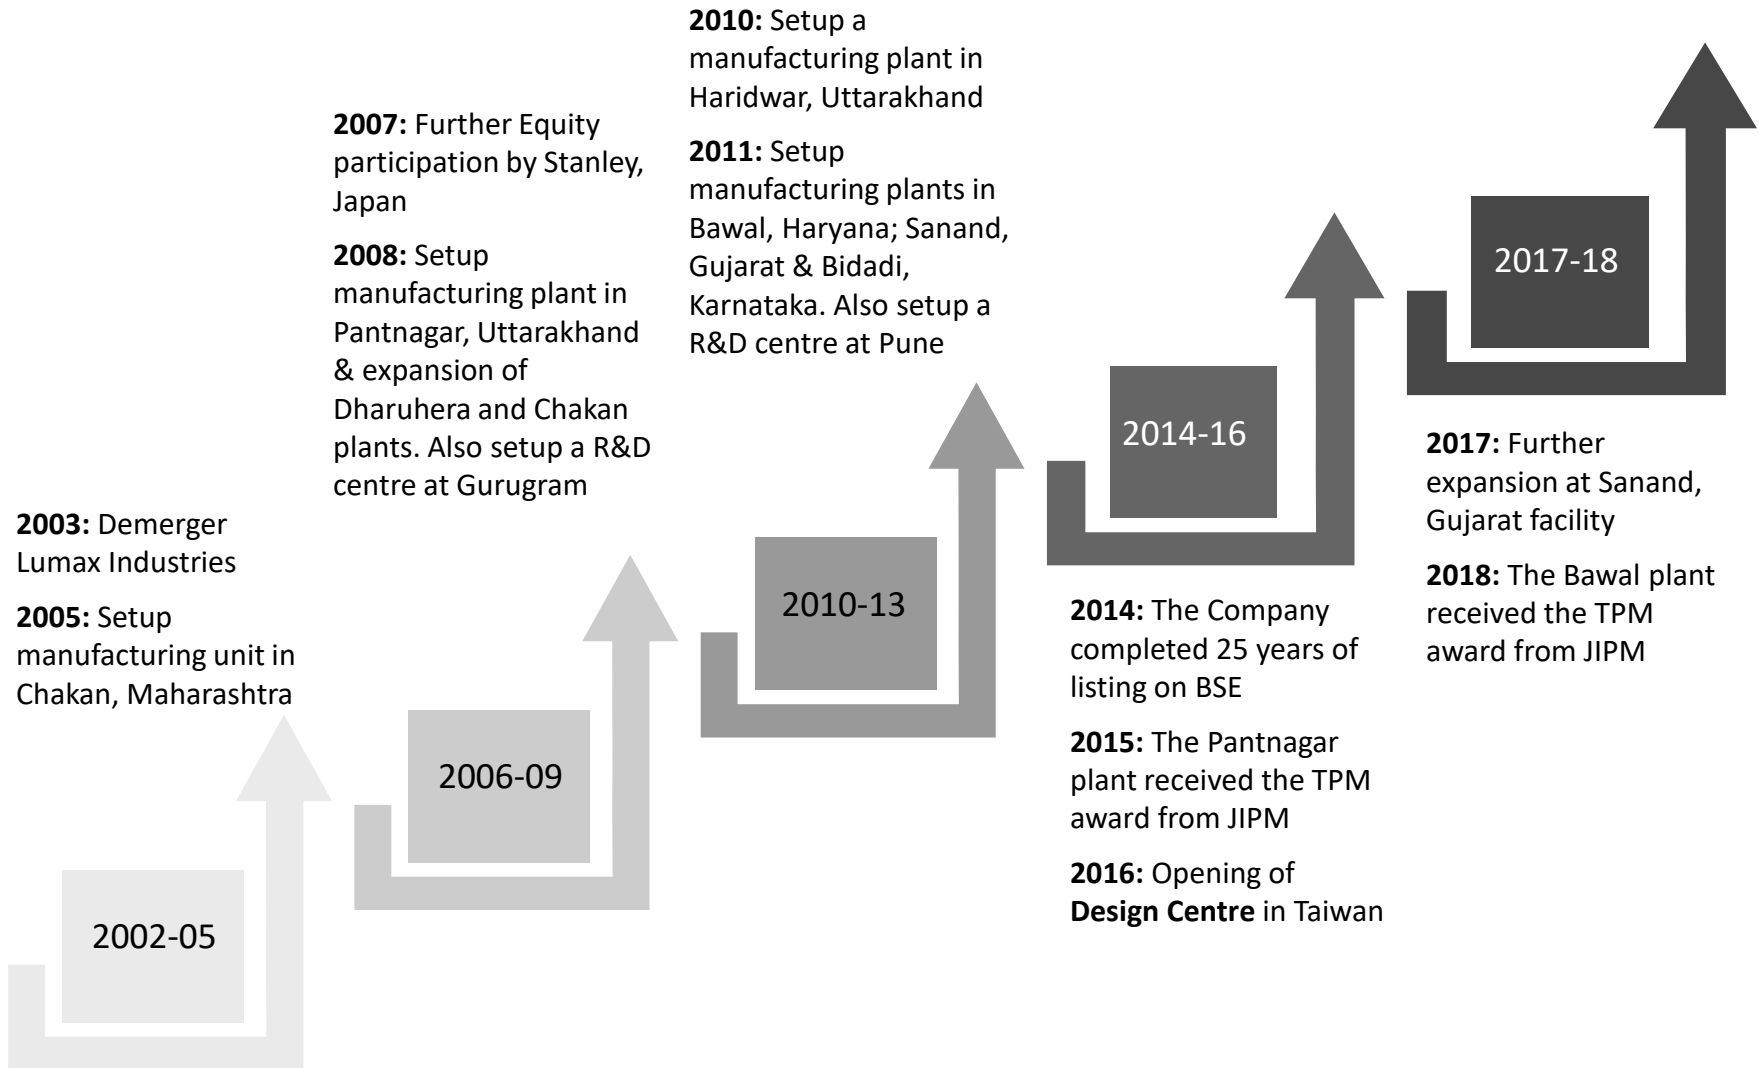 2003: Demerger
Lumax Industries
2005: Setup
manufacturing unit in
Chakan, Maharashtra
2002-05
2007: Further Equity
participation by Stanley,
Japan
2008: Setup
manufacturing plant in
Pantnagar, Uttarakhand
& expansion of
Dharuhera and Chakan
plants. Also setup a R&D
centre at Gurugram
2006-09
2010: Setup a
manufacturing plant in
Haridwar, Uttarakhand
2011: Setup
manufacturing plants in
Bawal, Haryana; Sanand,
Gujarat & Bidadi,
Karnataka. Also setup a
R&D centre at Pune
2010-13
2014-16
2014: The Company
completed 25 years of
listing on BSE
2015: The Pantnagar
plant received the TPM
award from JIPM
2016: Opening of
Design Centre in Taiwan
2017-18
2017: Further
expansion at Sanand,
Gujarat facility
2018: The Bawal plant
received the TPM
award from JIPM